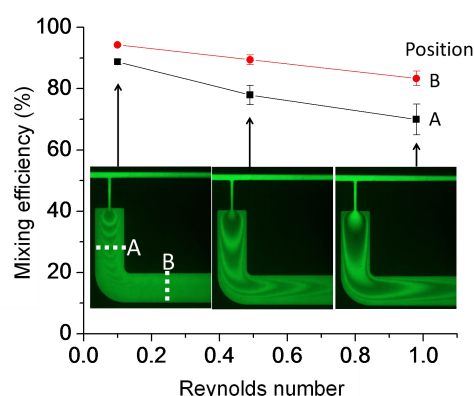 100
80
60
40
20
0
Mixing efficiency (%)
Position
B
A
A
B
0.0 0.2 0.4 0.6 0.8 1.0
Reynolds number